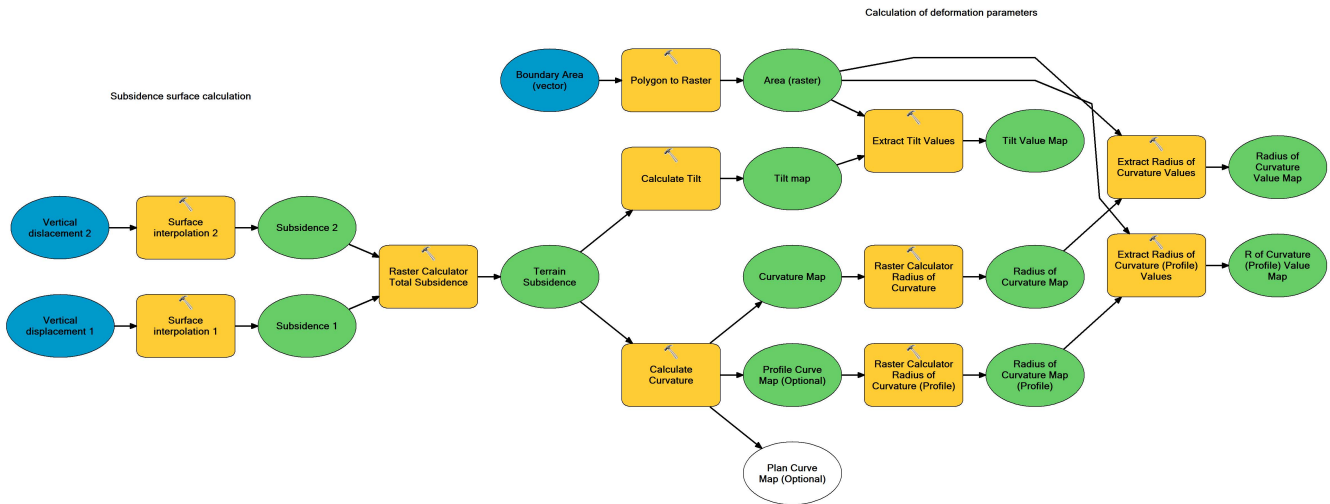 Calculation of deformation parameters
Subsidence surface calculation
Boundary Area
(vector)
Polygon to Raster
Area (raster)
Extract Tilt Values
Tilt Value Map
Extract Radius of
Curvature Values
Radius of
Curvature
Value Map
Calculate Tilt
Tilt map
Vertical
dislacement 2
Surface
interpolation 2
Subsidence 2
Raster Calculator
Total Subsidence
Terrain
Subsidence
Curvature Map
Raster Calculator
Radius of
Curvature
Radius of
Curvature Map
Extract Radius of
Curvature (Profile)
Values
R of Curvature
(Profile) Value
Map
Vertical
displacement 1
Surface
interpolation 1
Subsidence 1
Calculate
Curvature
Profile Curve
Map (Optional)
Raster Calculator
Radius of
Curvature (Profile)
Radius of
Curvature Map
(Profile)
Plan Curve
Map (Optional)